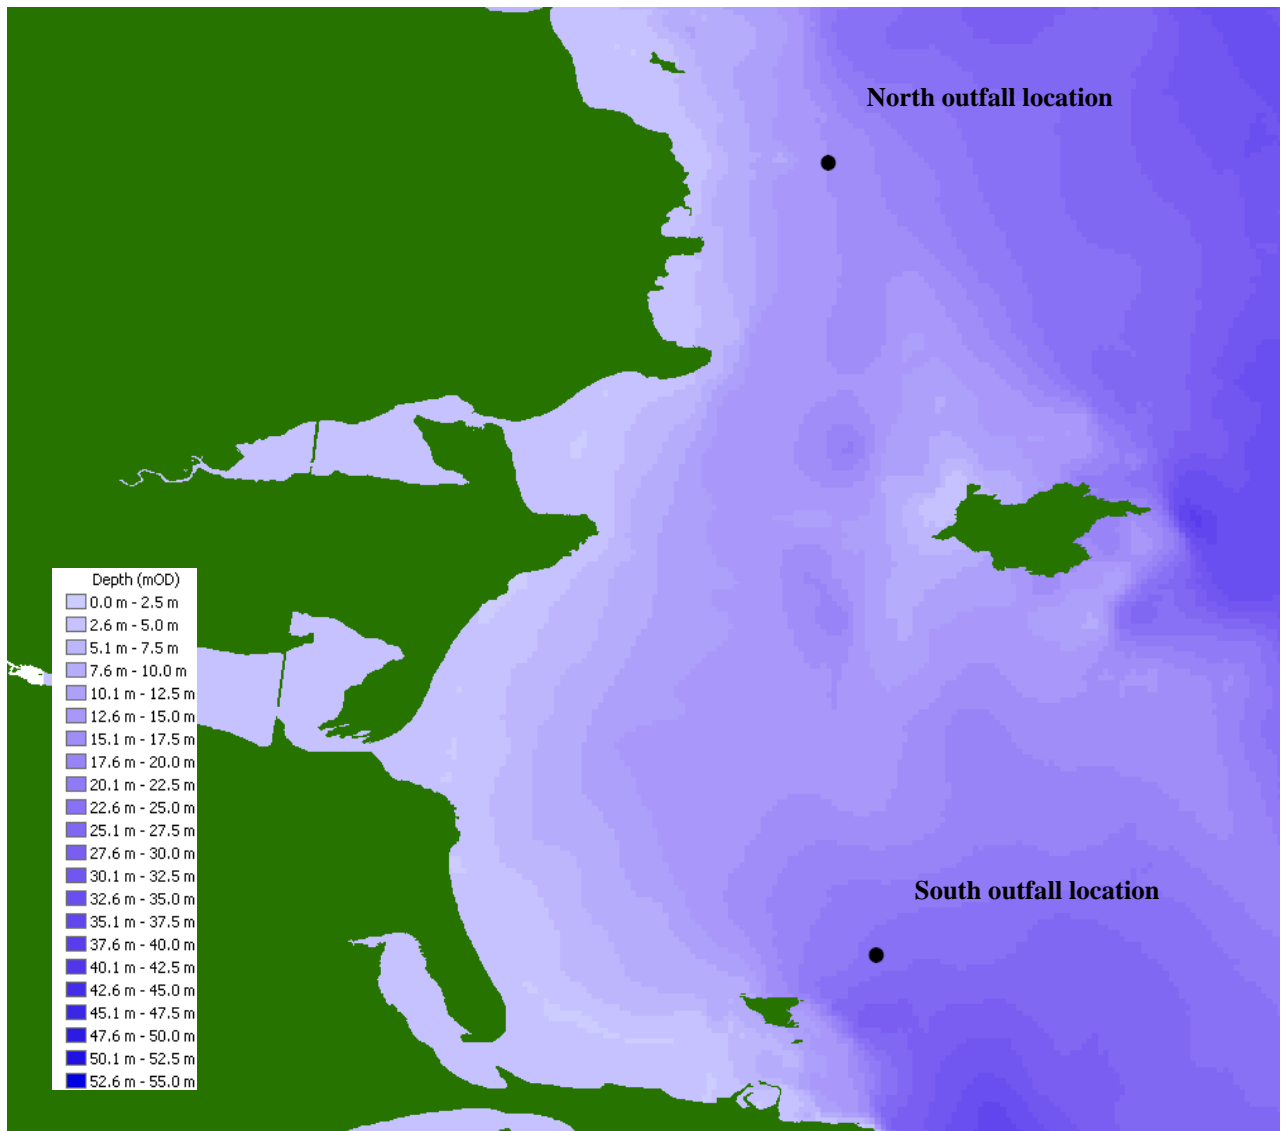 North outfall location
Depth (mOD)
0.0 m - 2.5 m
2.6 m - 5.0 m
5.1 m - 7.5 m
7.6 m - 10.0 m
10.1 m - 12.5 m
12.6 m - 15.0 m
15.1 m - 17.5 m
17.6 m - 20.0 m
20.1 m - 22.5 m
22.6 m - 25.0 m
25.1 m - 27.5 m
27.6 m - 30.0 m
30.1 m - 32.5 m
32.6 m - 35.0 m
35.1 m - 37.5 m
37.6 m - 40.0 m
40.1 m - 42.5 m
42.6 m - 45.0 m
45.1 m - 47.5 m
47.6 m - 50.0 m
50.1 m - 52.5 m
52.6 m - 55.0 m
South outfall location